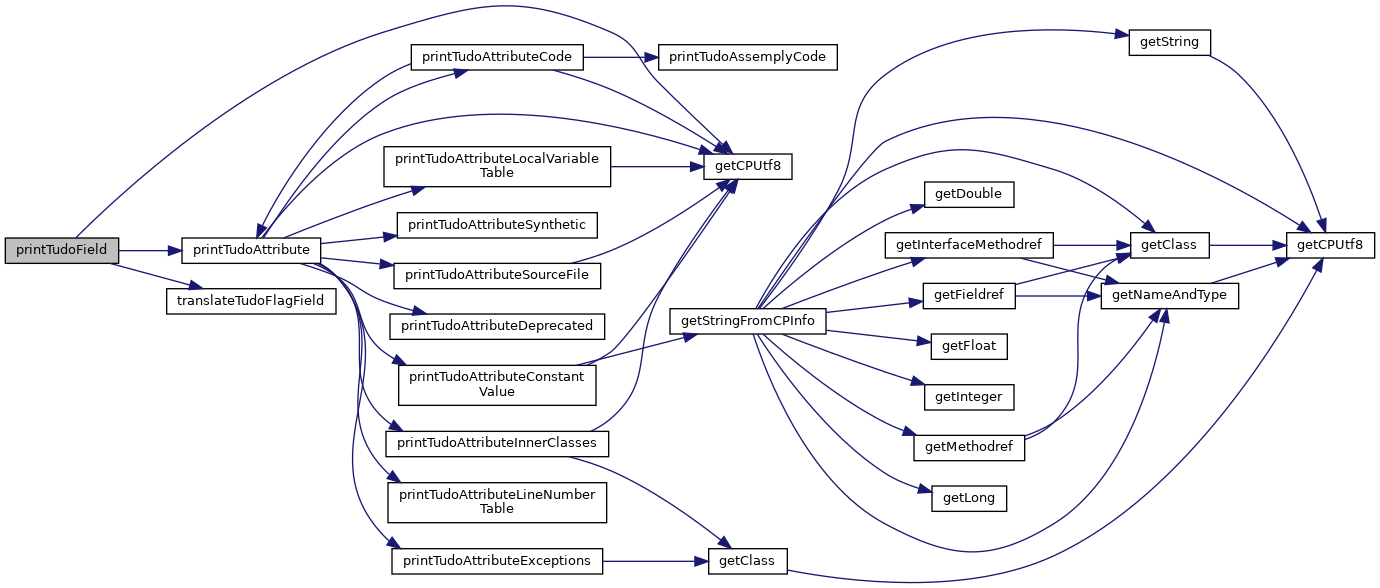 printTudoField
printTudoAttribute
translateTudoFlagField
printTudoAttributeCode
printTudoAssemplyCode
printTudoAttributeLocalVariable
Table
getCPUtf8
printTudoAttributeSynthetic
printTudoAttributeSourceFile
printTudoAttributeDeprecated
printTudoAttributeConstant
Value
printTudoAttributeInnerClasses
printTudoAttributeLineNumber
Table
printTudoAttributeExceptions
getClass
getStringFromCPInfo
getString
getDouble
getInterfaceMethodref
getFieldref
getFloat
getInteger
getMethodref
getLong
getClass
getNameAndType
getCPUtf8